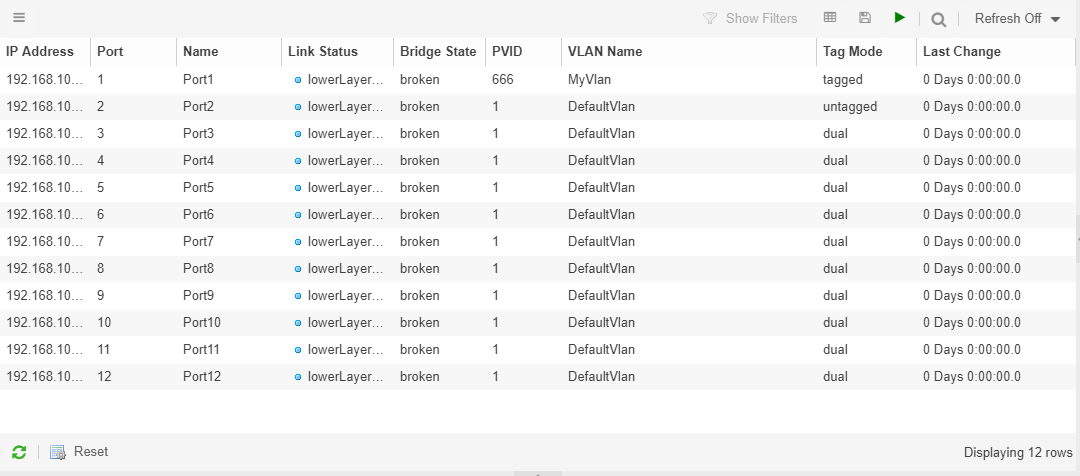 Show Filters Refresh Off
IP Address Port Name Link Status Bridge State PVID VLAN Name Tag Mode Last Change
192.168.10... 1 Port1 lowerLayer... broken 666 MyVlan tagged 0 Days 0:00:00.0
192.168.10... 2 Port2 lowerLayer... broken 1 DefaultVlan untagged 0 Days 0:00:00.0
192.168.10... 3 Port3 lowerLayer... broken 1 DefaultVlan dual 0 Days 0:00:00.0
192.168.10... 4 Port4 lowerLayer... broken 1 DefaultVlan dual 0 Days 0:00:00.0
192.168.10... 5 Port5 lowerLayer... broken 1 DefaultVlan dual 0 Days 0:00:00.0
192.168.10... 6 Port6 lowerLayer... broken 1 DefaultVlan dual 0 Days 0:00:00.0
192.168.10... 7 Port7 lowerLayer... broken 1 DefaultVlan dual 0 Days 0:00:00.0
192.168.10... 8 Port8 lowerLayer... broken 1 DefaultVlan dual 0 Days 0:00:00.0
192.168.10... 9 Port9 lowerLayer... broken 1 DefaultVlan dual 0 Days 0:00:00.0
192.168.10... 10 Port10 lowerLayer... broken 1 DefaultVlan dual 0 Days 0:00:00.0
192.168.10... 11 Port11 lowerLayer... broken 1 DefaultVlan dual 0 Days 0:00:00.0
192.168.10... 12 Port12 lowerLayer... broken 1 DefaultVlan dual 0 Days 0:00:00.0
Reset Displaying 12 rows